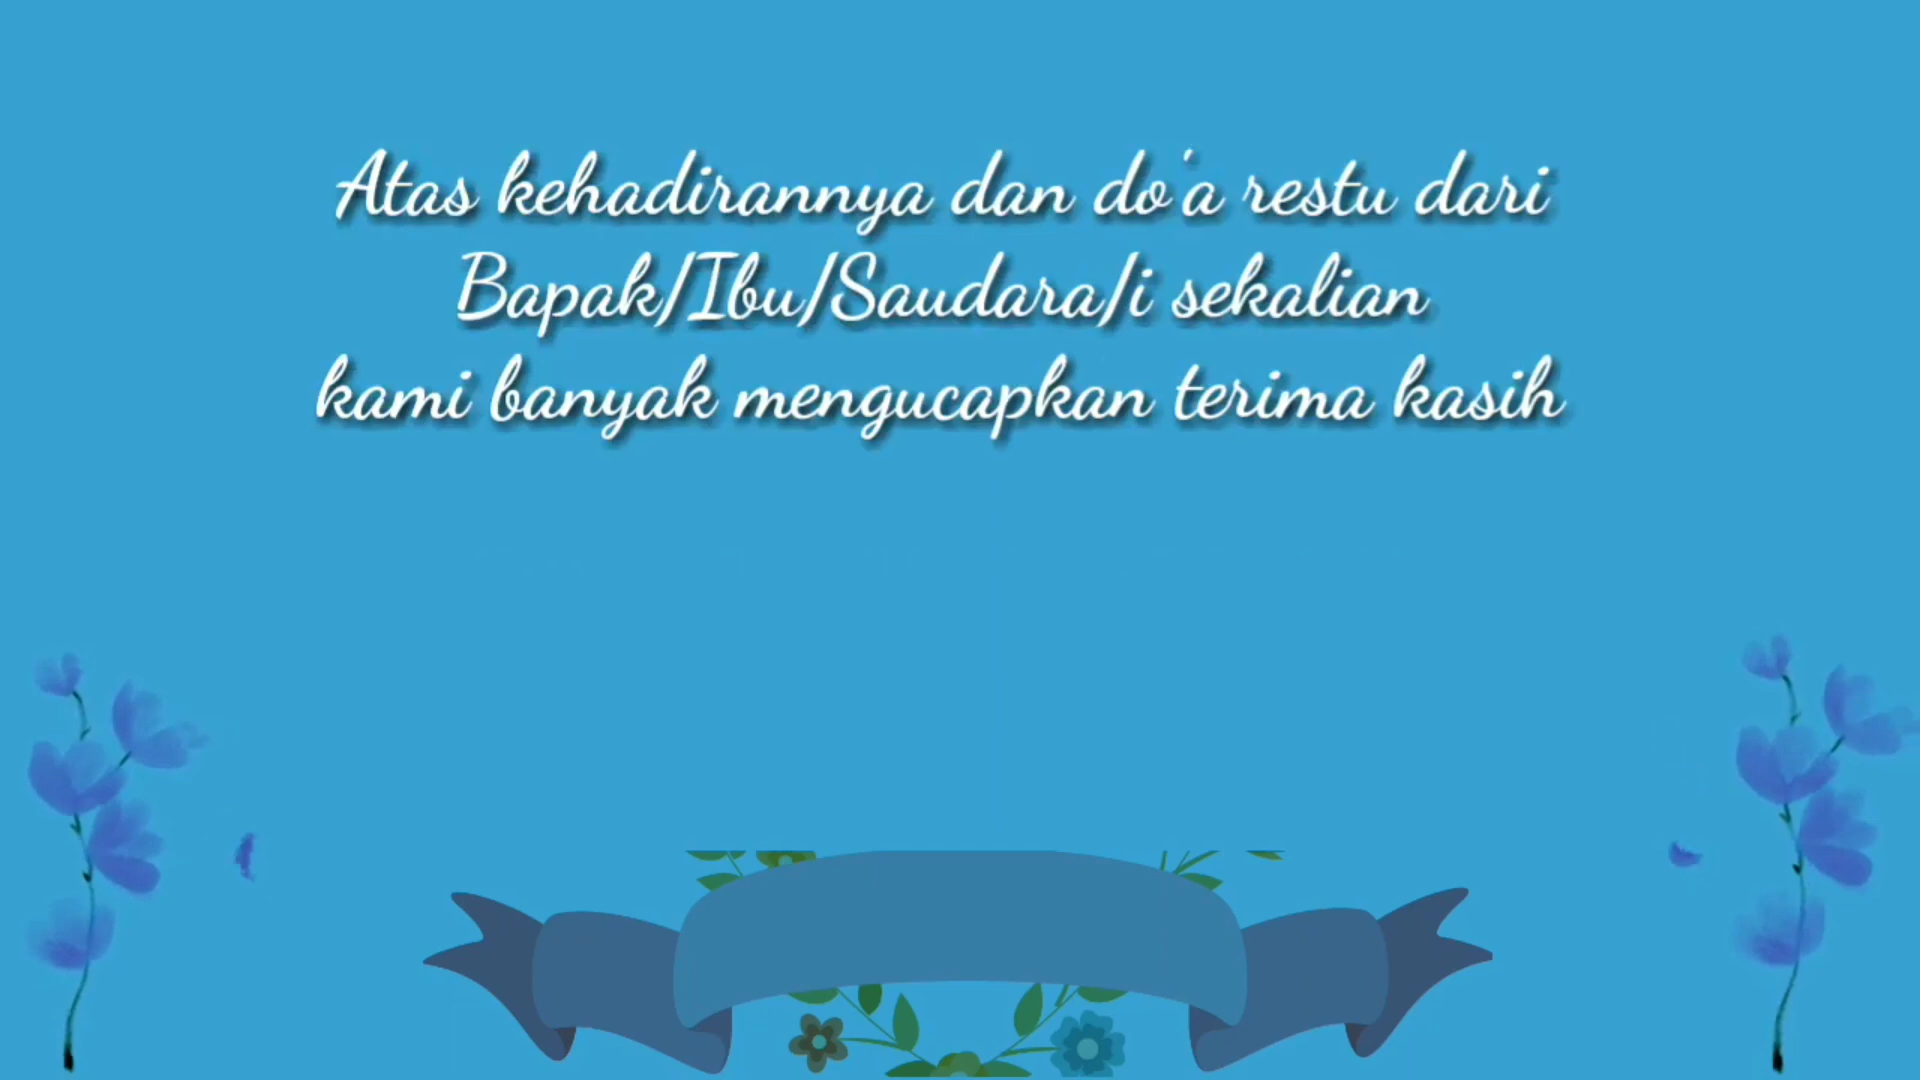 Atas kehadirannya dan do'a restu dari
Bapak/Ibu/Saudara/i sekalian
kami banyak mengucapkan terima kasih